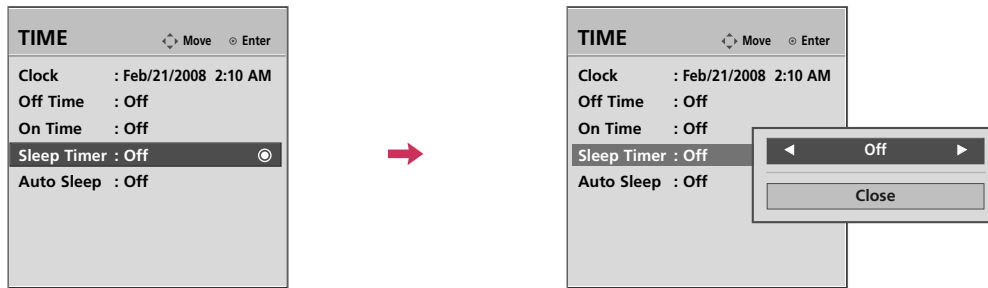 TIME Move Enter
Clock : Feb/21/2008 2:10 AM
Off Time : Off
On Time : Off
Sleep Timer : Off
Auto Sleep : Off
TIME Move Enter
Clock : Feb/21/2008 2:10 AM
Off Time : Off
On Time : Off
Sleep Timer : Off
Auto Sleep : Off
Off
Close